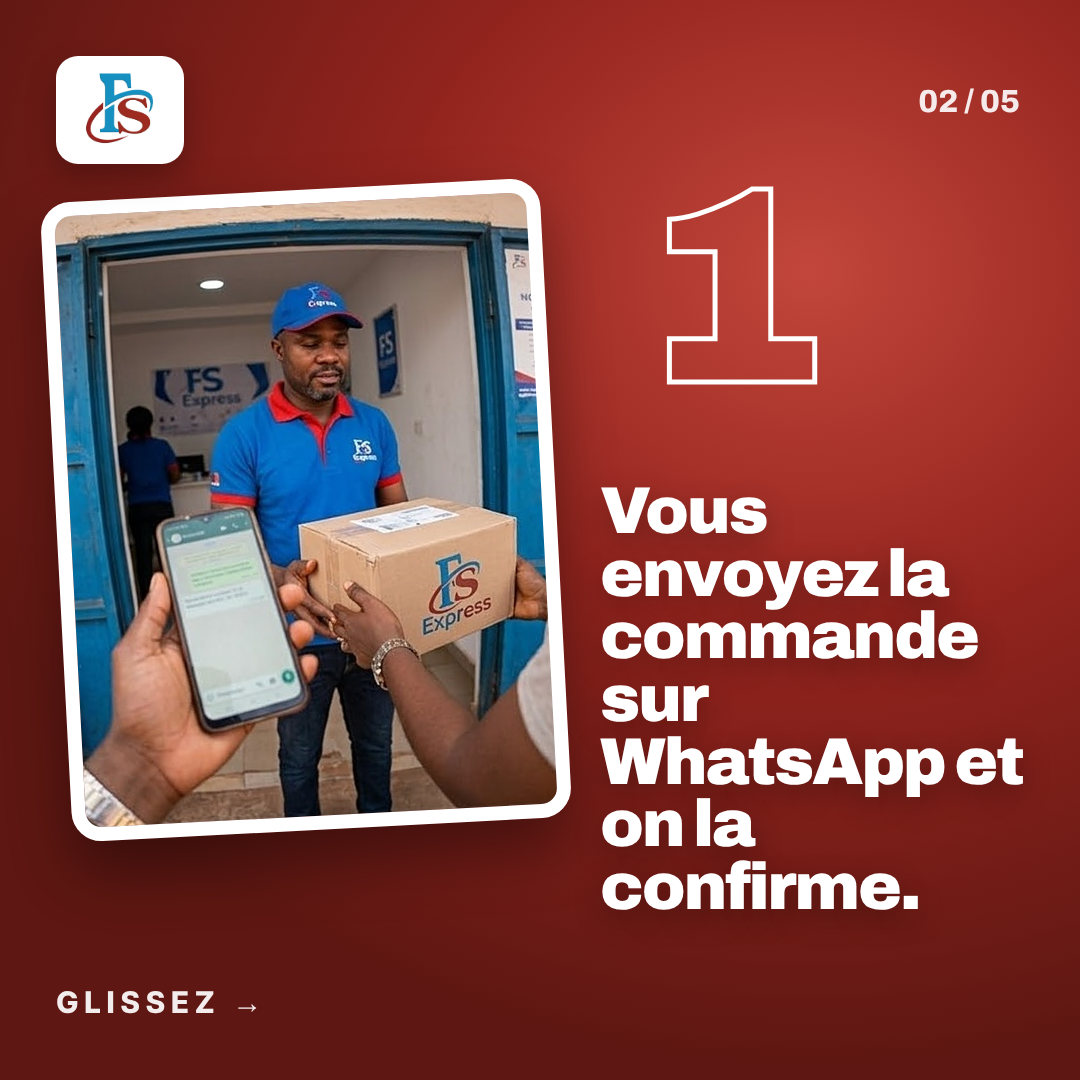 FS
02 / 05
1
FS
Express
FS
FS
FS
Express
Vous
envoyez la
commande
sur
WhatsApp et
on la
confirme.
GLISSEZ →